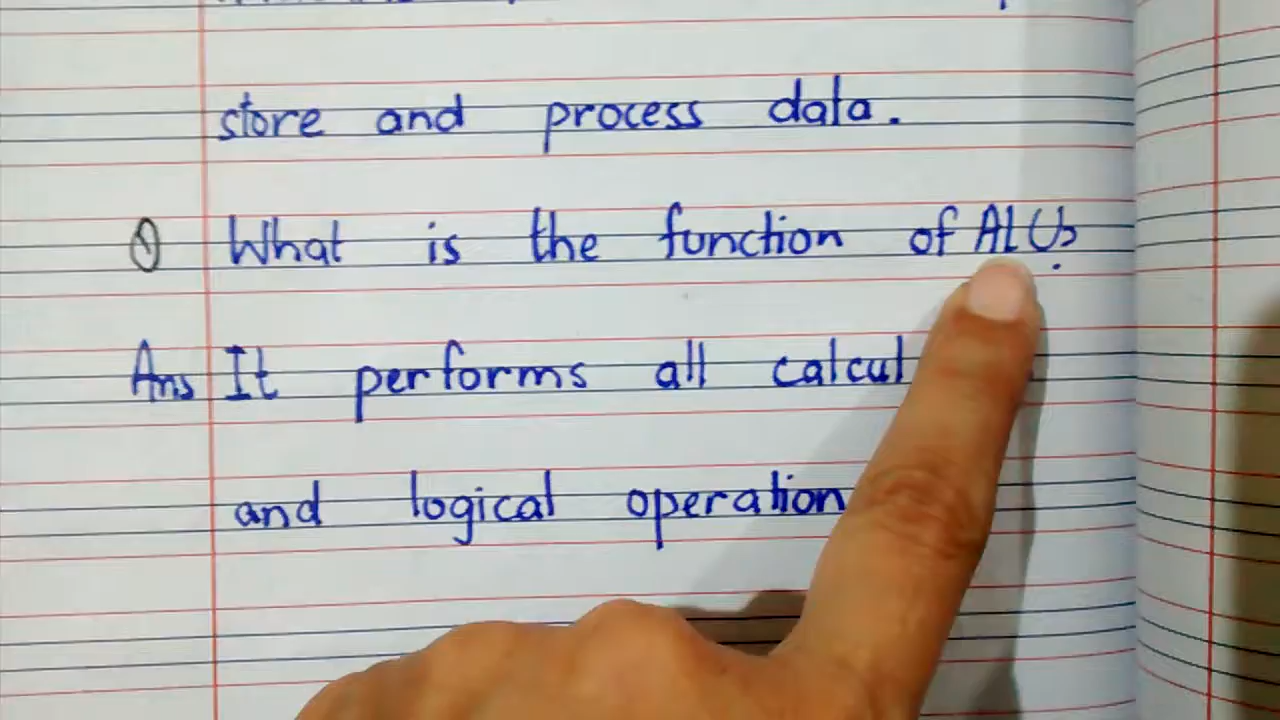 store and process data.
Q What is the function of ALU?
Ans It performs all calcul
and logical operation